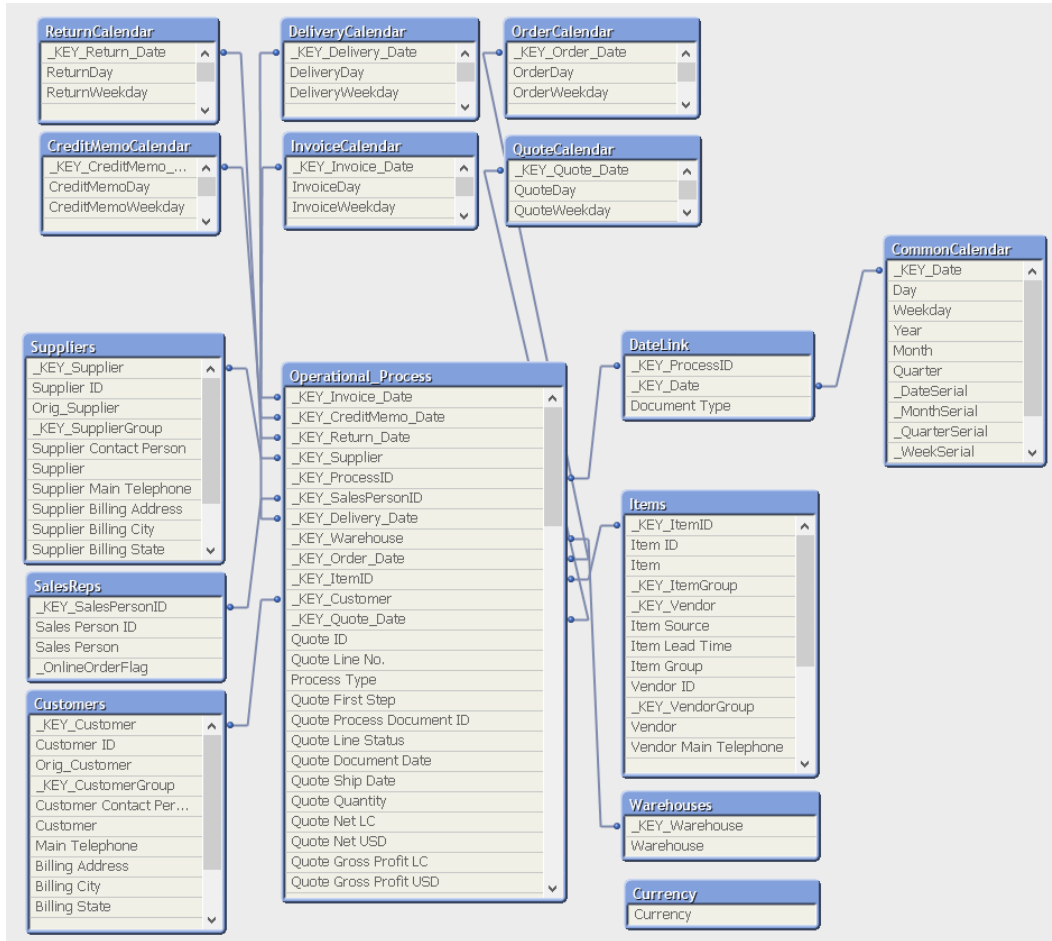 ReturnCalendar
_KEY_Return_Date
ReturnDay
ReturnWeekday
DeliveryCalendar
_KEY_Delivery_Date
DeliveryDay
DeliveryWeekday
OrderCalendar
_KEY_Order_Date
OrderDay
OrderWeekday
CreditMemoCalendar
_KEY_CreditMemo_...
CreditMemoDay
CreditMemoWeekday
InvoiceCalendar
_KEY_Invoice_Date
InvoiceDay
InvoiceWeekday
QuoteCalendar
_KEY_Quote_Date
QuoteDay
QuoteWeekday
CommonCalendar
_KEY_Date
Day
Weekday
Year
Month
Quarter
_DateSerial
_MonthSerial
_QuarterSerial
_WeekSerial
Suppliers
_KEY_Supplier
Supplier ID
Orig_Supplier
_KEY_SupplierGroup
Supplier Contact Person
Supplier
Supplier Main Telephone
Supplier Billing Address
Supplier Billing City
Supplier Billing State
SalesReps
_KEY_SalesPersonID
Sales Person ID
Sales Person
_OnlineOrderFlag
Customers
_KEY_Customer
Customer ID
Orig_Customer
_KEY_CustomerGroup
Customer Contact Per...
Customer
Main Telephone
Billing Address
Billing City
Billing State
Operational_Process
_KEY_Invoice_Date
_KEY_CreditMemo_Date
_KEY_Return_Date
_KEY_Supplier
_KEY_ProcessID
_KEY_SalesPersonID
_KEY_Delivery_Date
_KEY_Warehouse
_KEY_Order_Date
_KEY_ItemID
_KEY_Customer
_KEY_Quote_Date
Quote ID
Quote Line No.
Process Type
Quote First Step
Quote Process Document ID
Quote Line Status
Quote Document Date
Quote Ship Date
Quote Quantity
Quote Net LC
Quote Net USD
Quote Gross Profit LC
Quote Gross Profit USD
DateLink
_KEY_ProcessID
_KEY_Date
Document Type
Items
_KEY_ItemID
Item ID
Item
_KEY_ItemGroup
_KEY_Vendor
Item Source
Item Lead Time
Item Group
Vendor ID
_KEY_VendorGroup
Vendor
Vendor Main Telephone
Warehouses
_KEY_Warehouse
Warehouse
Currency
Currency